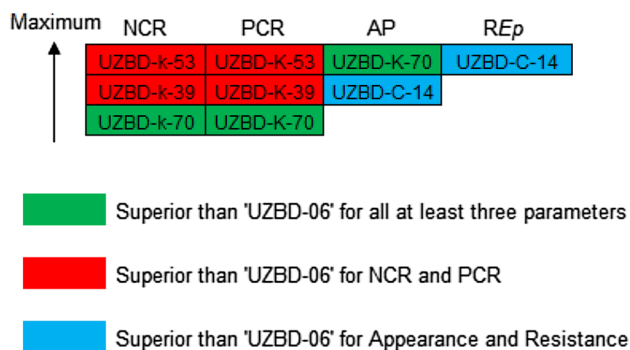 Maximum NCR PCR AP REp
UZBD-k-53 UZBD-K-53 UZBD-K-70 UZBD-C-14
UZBD-k-39 UZBD-K-39 UZBD-C-14
UZBD-k-70 UZBD-K-70
Superior than 'UZBD-06' for all at least three parameters
Superior than 'UZBD-06' for NCR and PCR
Superior than 'UZBD-06' for Appearance and Resistance